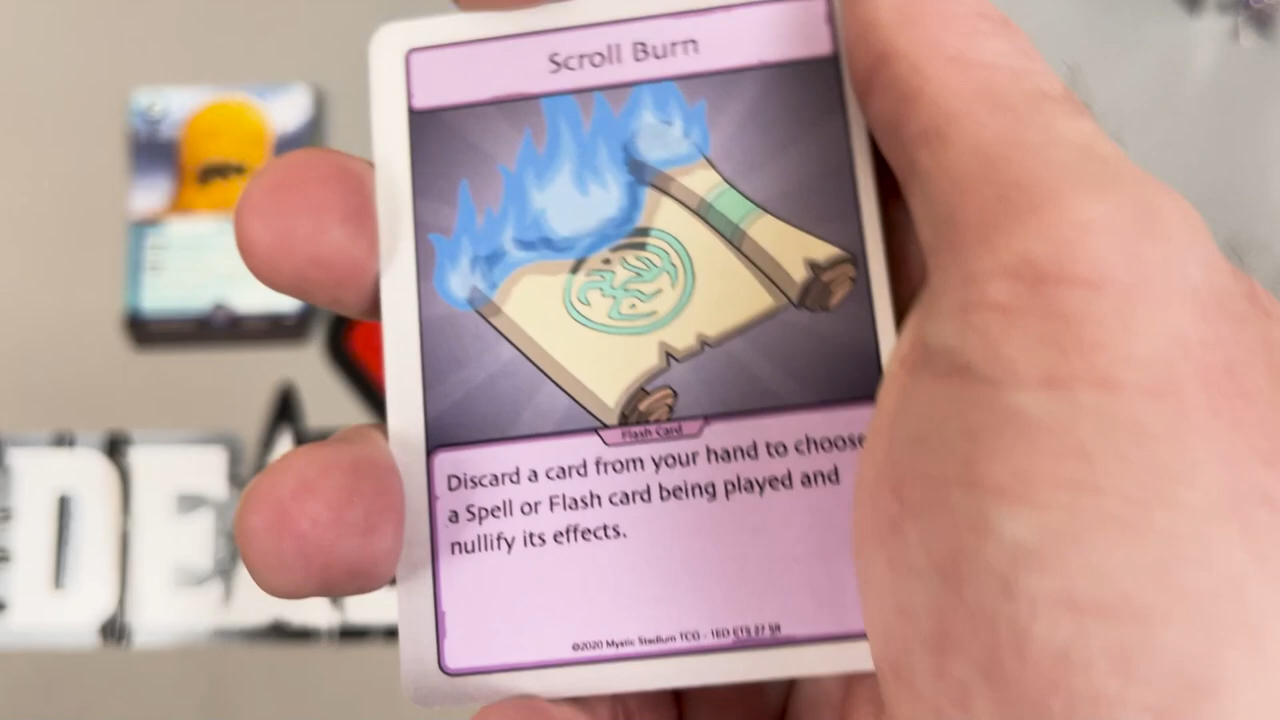 Scroll Burn
Flash Card
Discard a card from your hand to choose
a Spell or Flash card being played and
nullify its effects.
©2020 Mystic Stadium TCG - 1ED ETS 27 SR
DEA